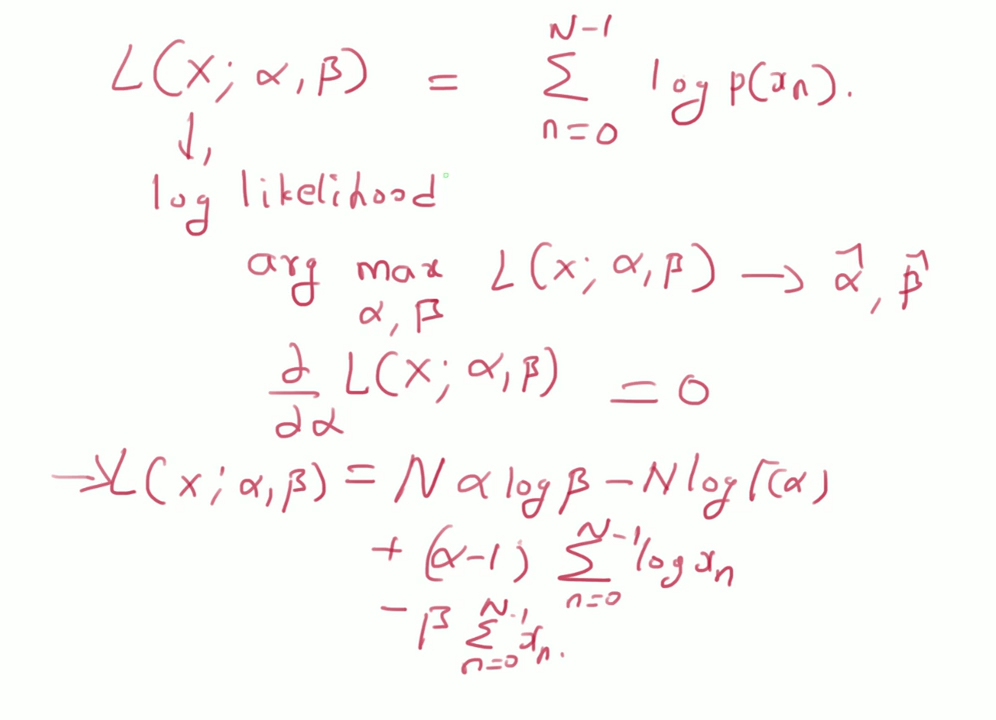 L(x; α, β) = Σ_{n=0}^{N-1} log p(x_n).
↓,
log likelihood
arg max_{α, β} L(x; α, β) → α⃗, β⃗
∂/∂α L(x; α, β) = 0
→ L(x; α, β) = N α log β - N log Γ(α)
+ (α-1) Σ_{n=0}^{N-1} log x_n
- β Σ_{n=0}^{N-1} x_n.